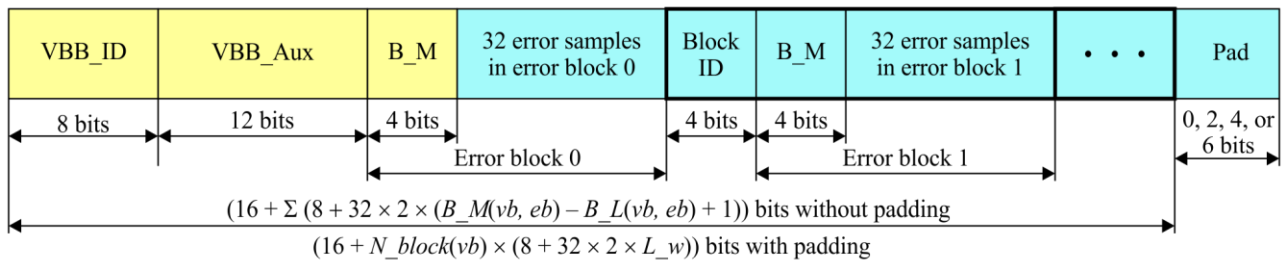 VBB_ID
VBB_Aux
B_M
32 error samples
in error block 0
Block
ID
B_M
32 error samples
in error block 1
• • •
Pad
8 bits
12 bits
4 bits
4 bits
4 bits
0, 2, 4, or
6 bits
Error block 0
Error block 1
(16 + Σ (8 + 32 × 2 × (B_M(vb, eb) – B_L(vb, eb) + 1)) bits without padding
(16 + N_block(vb) × (8 + 32 × 2 × L_w)) bits with padding